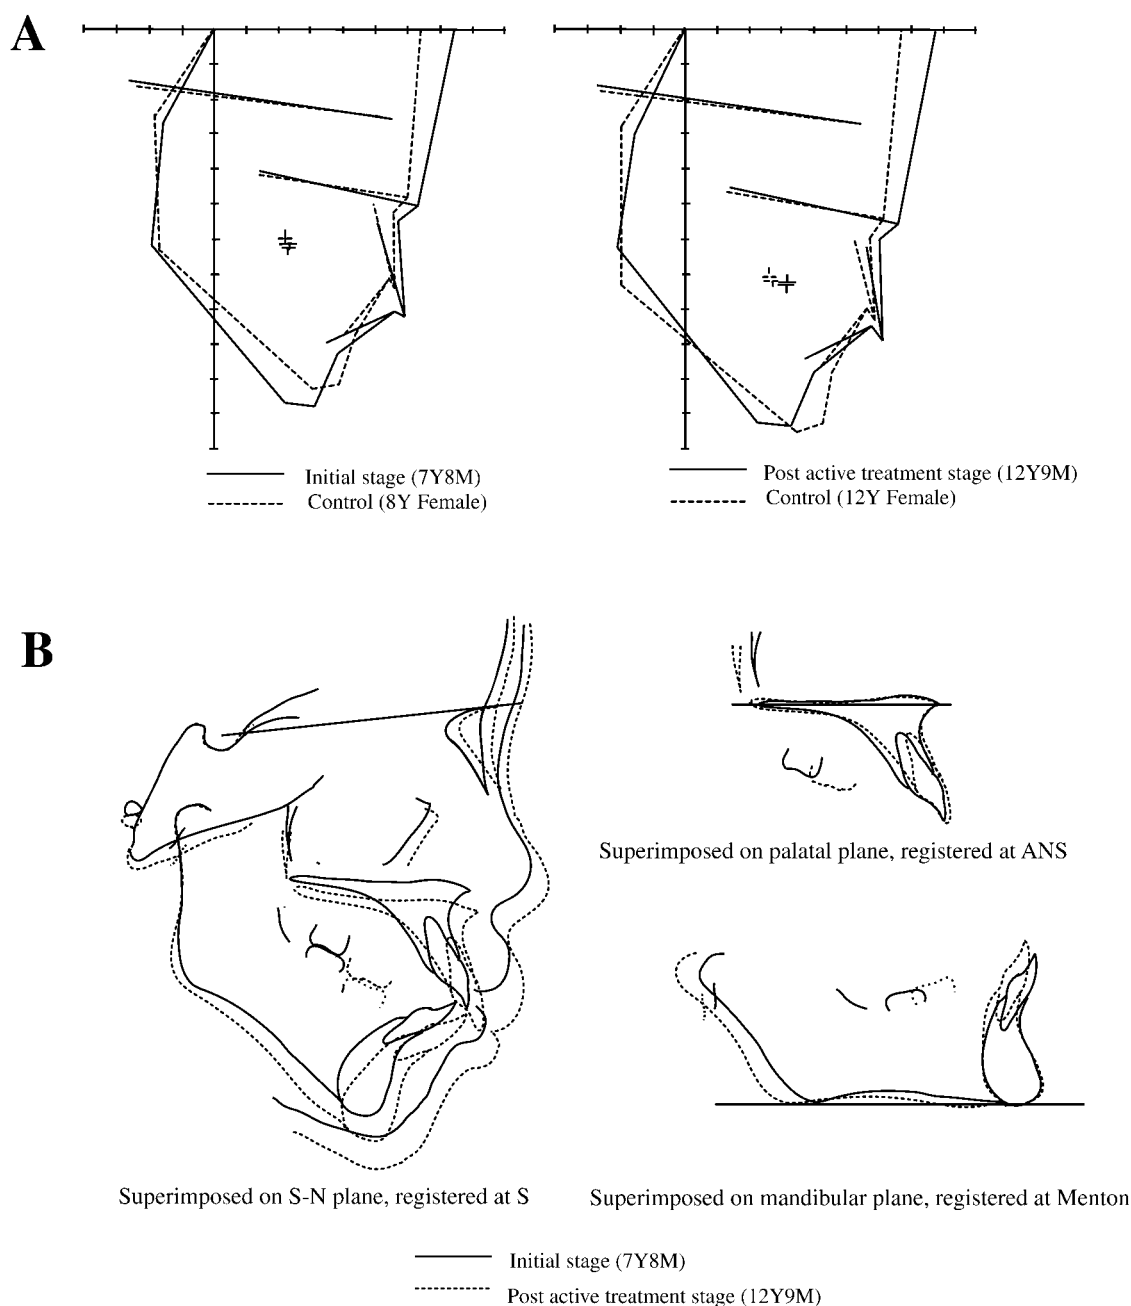 A
Initial stage (7Y8M)
Control (8Y Female)
Post active treatment stage (12Y9M)
Control (12Y Female)
B
Superimposed on palatal plane, registered at ANS
Superimposed on S-N plane, registered at S
Superimposed on mandibular plane, registered at Menton
Initial stage (7Y8M)
Post active treatment stage (12Y9M)